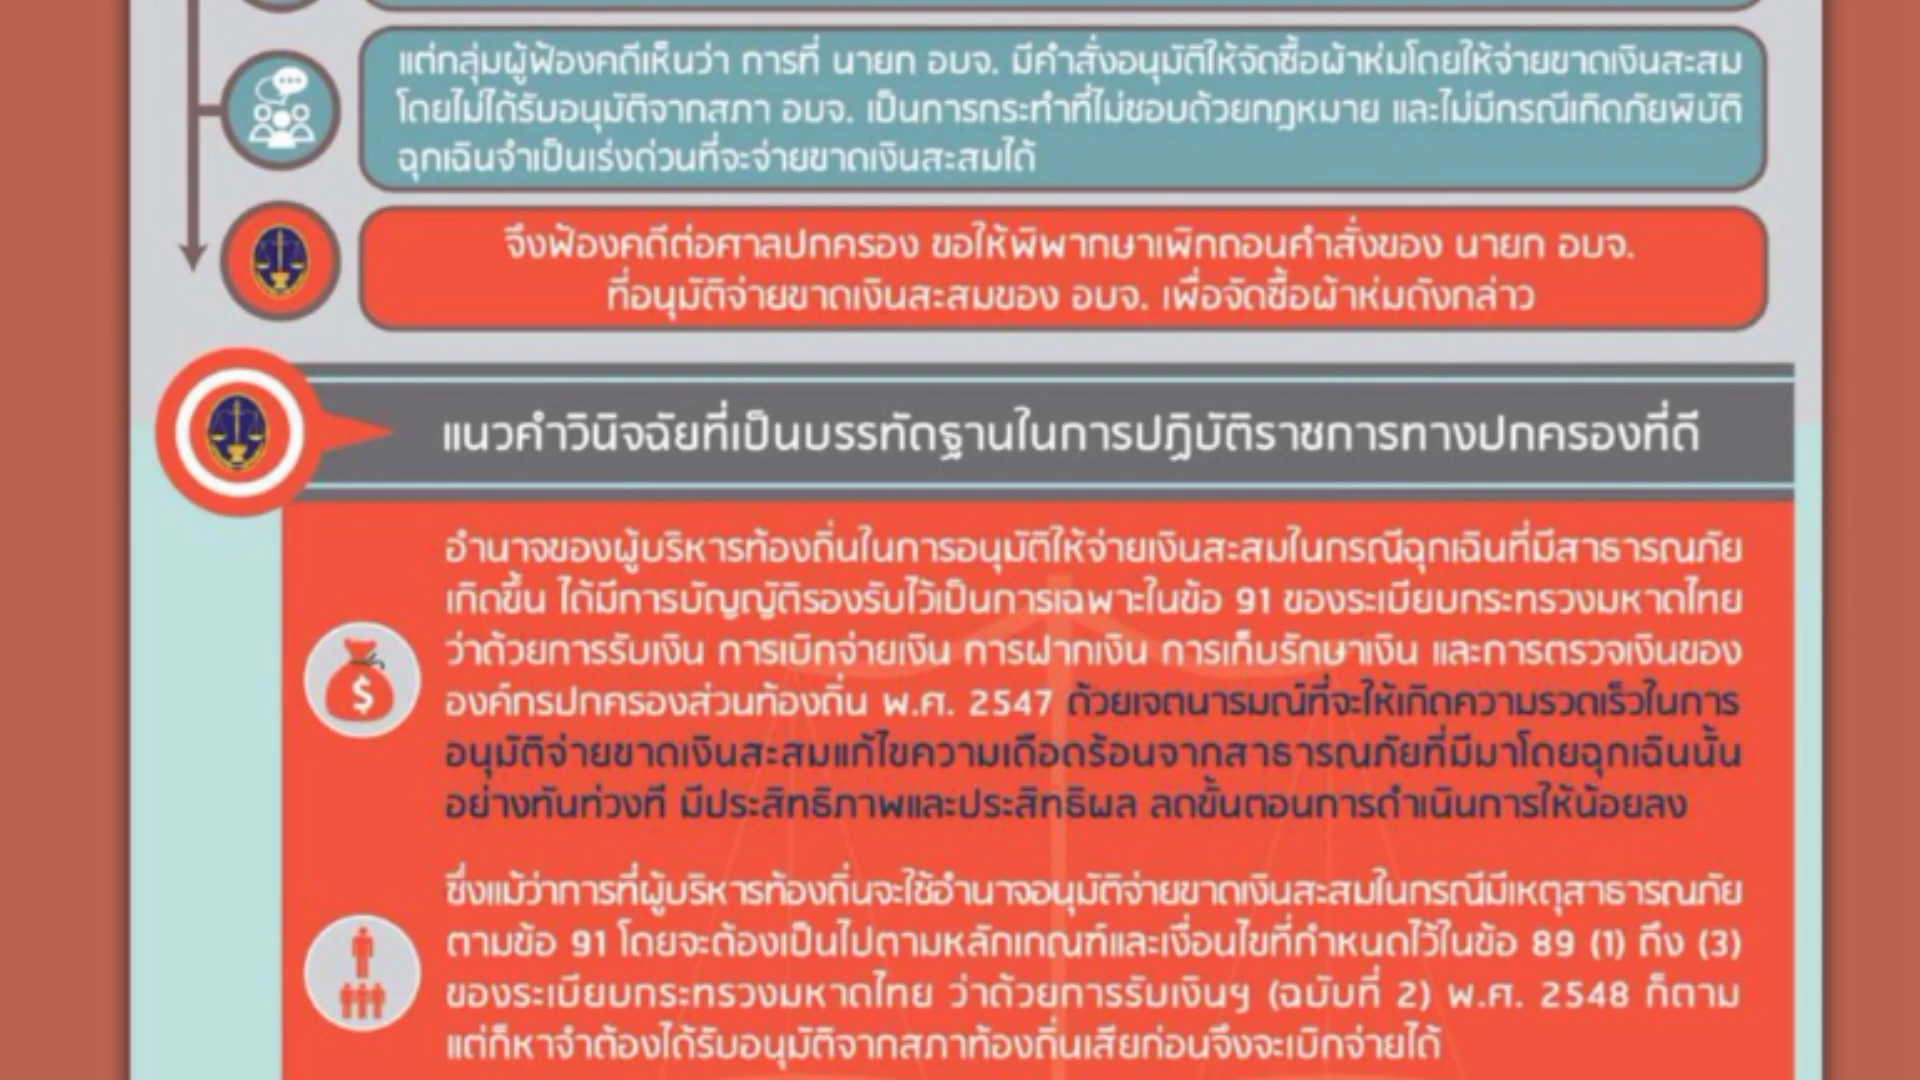 แต่กลุ่มผู้ฟ้องคดีเห็นว่า การที่ นายก อบจ. มีคำสั่งอนุมัติให้จัดซื้อผ้าห่มโดยให้จ่ายขาดเงินสะสม
โดยไม่ได้รับอนุมัติจากสภา อบจ. เป็นการกระทำที่ไม่ชอบด้วยกฎหมาย และไม่มีกรณีเกิดภัยพิบัติ
ฉุกเฉินจำเป็นเร่งด่วนที่จะจ่ายขาดเงินสะสมได้
จึงฟ้องคดีต่อศาลปกครอง ขอให้พิพากษาเพิกถอนคำสั่งของ นายก อบจ.
ที่อนุมัติจ่ายขาดเงินสะสมของ อบจ. เพื่อจัดซื้อผ้าห่มดังกล่าว
แนวคำวินิจฉัยที่เป็นบรรทัดฐานในการปฏิบัติราชการทางปกครองที่ดี
อำนาจของผู้บริหารท้องถิ่นในการอนุมัติให้จ่ายเงินสะสมในกรณีฉุกเฉินที่มีสาธารณภัย
เกิดขึ้น ได้มีการบัญญัติรองรับไว้เป็นการเฉพาะในข้อ 91 ของระเบียบกระทรวงมหาดไทย
ว่าด้วยการรับเงิน การเบิกจ่ายเงิน การฝากเงิน การเก็บรักษาเงิน และการตรวจเงินของ
องค์กรปกครองส่วนท้องถิ่น พ.ศ. 2547 ด้วยเจตนารมณ์ที่จะให้เกิดความรวดเร็วในการ
อนุมัติจ่ายขาดเงินสะสมแก้ไขความเดือดร้อนจากสาธารณภัยที่มีมาโดยฉุกเฉินนั้น
อย่างทันท่วงที มีประสิทธิภาพและประสิทธิผล ลดขั้นตอนการดำเนินการให้น้อยลง
ซึ่งแม้ว่าการที่ผู้บริหารท้องถิ่นจะใช้อำนาจอนุมัติจ่ายขาดเงินสะสมในกรณีมีเหตุสาธารณภัย
ตามข้อ 91 โดยจะต้องเป็นไปตามหลักเกณฑ์และเงื่อนไขที่กำหนดไว้ในข้อ 89 (1) ถึง (3)
ของระเบียบกระทรวงมหาดไทย ว่าด้วยการรับเงินฯ (ฉบับที่ 2) พ.ศ. 2548 ก็ตาม
แต่ก็หาจำต้องได้รับอนุมัติจากสภาท้องถิ่นเสียก่อนจึงจะเบิกจ่ายได้